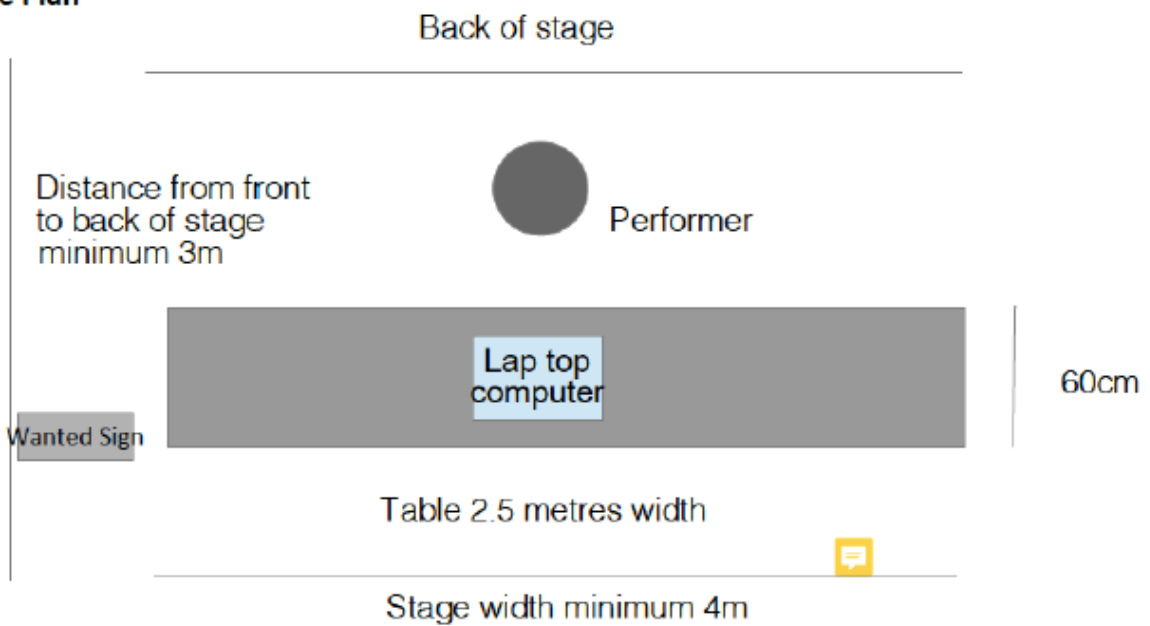 Back of stage
Distance from front
to back of stage
minimum 3m
Performer
Lap top
computer
60cm
Wanted Sign
Table 2.5 metres width
Stage width minimum 4m